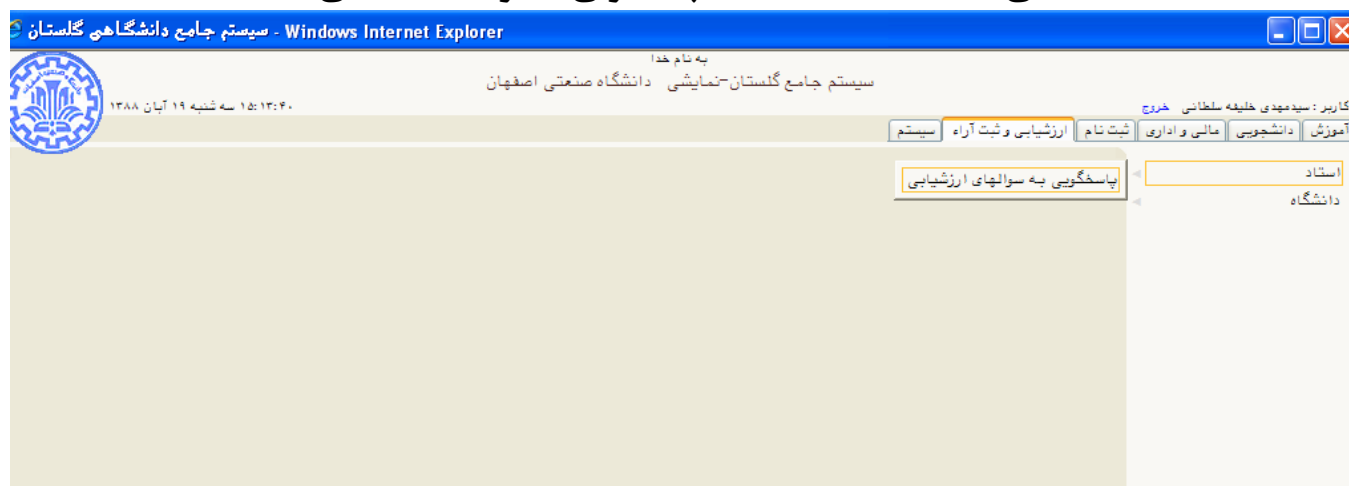 سیستم جامع دانشگاهی گلستان - Windows Internet Explorer
به نام خدا
سیستم جامع گلستان-نمایشی دانشگاه صنعتی اصفهان
کاربر : سیدمهدی خلیفه سلطانی خروج
۱۵:۱۳:۴۰ سه شنبه ۱۹ آبان ۱۳۸۸
آموزش دانشجویی مالی و اداری ثبت نام ارزشیابی و ثبت آراء سیستم
استاد
پاسخگویی به سوالهای ارزشیابی
دانشگاه